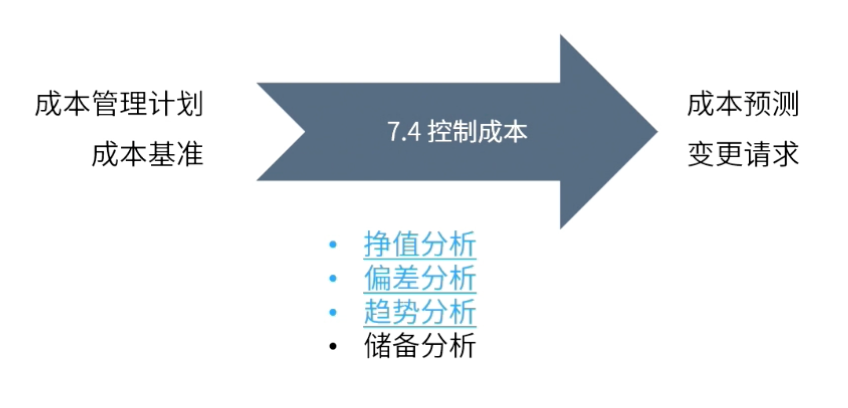 成本管理计划
成本基准
7.4 控制成本
成本预测
变更请求
• 挣值分析
• 偏差分析
• 趋势分析
• 储备分析